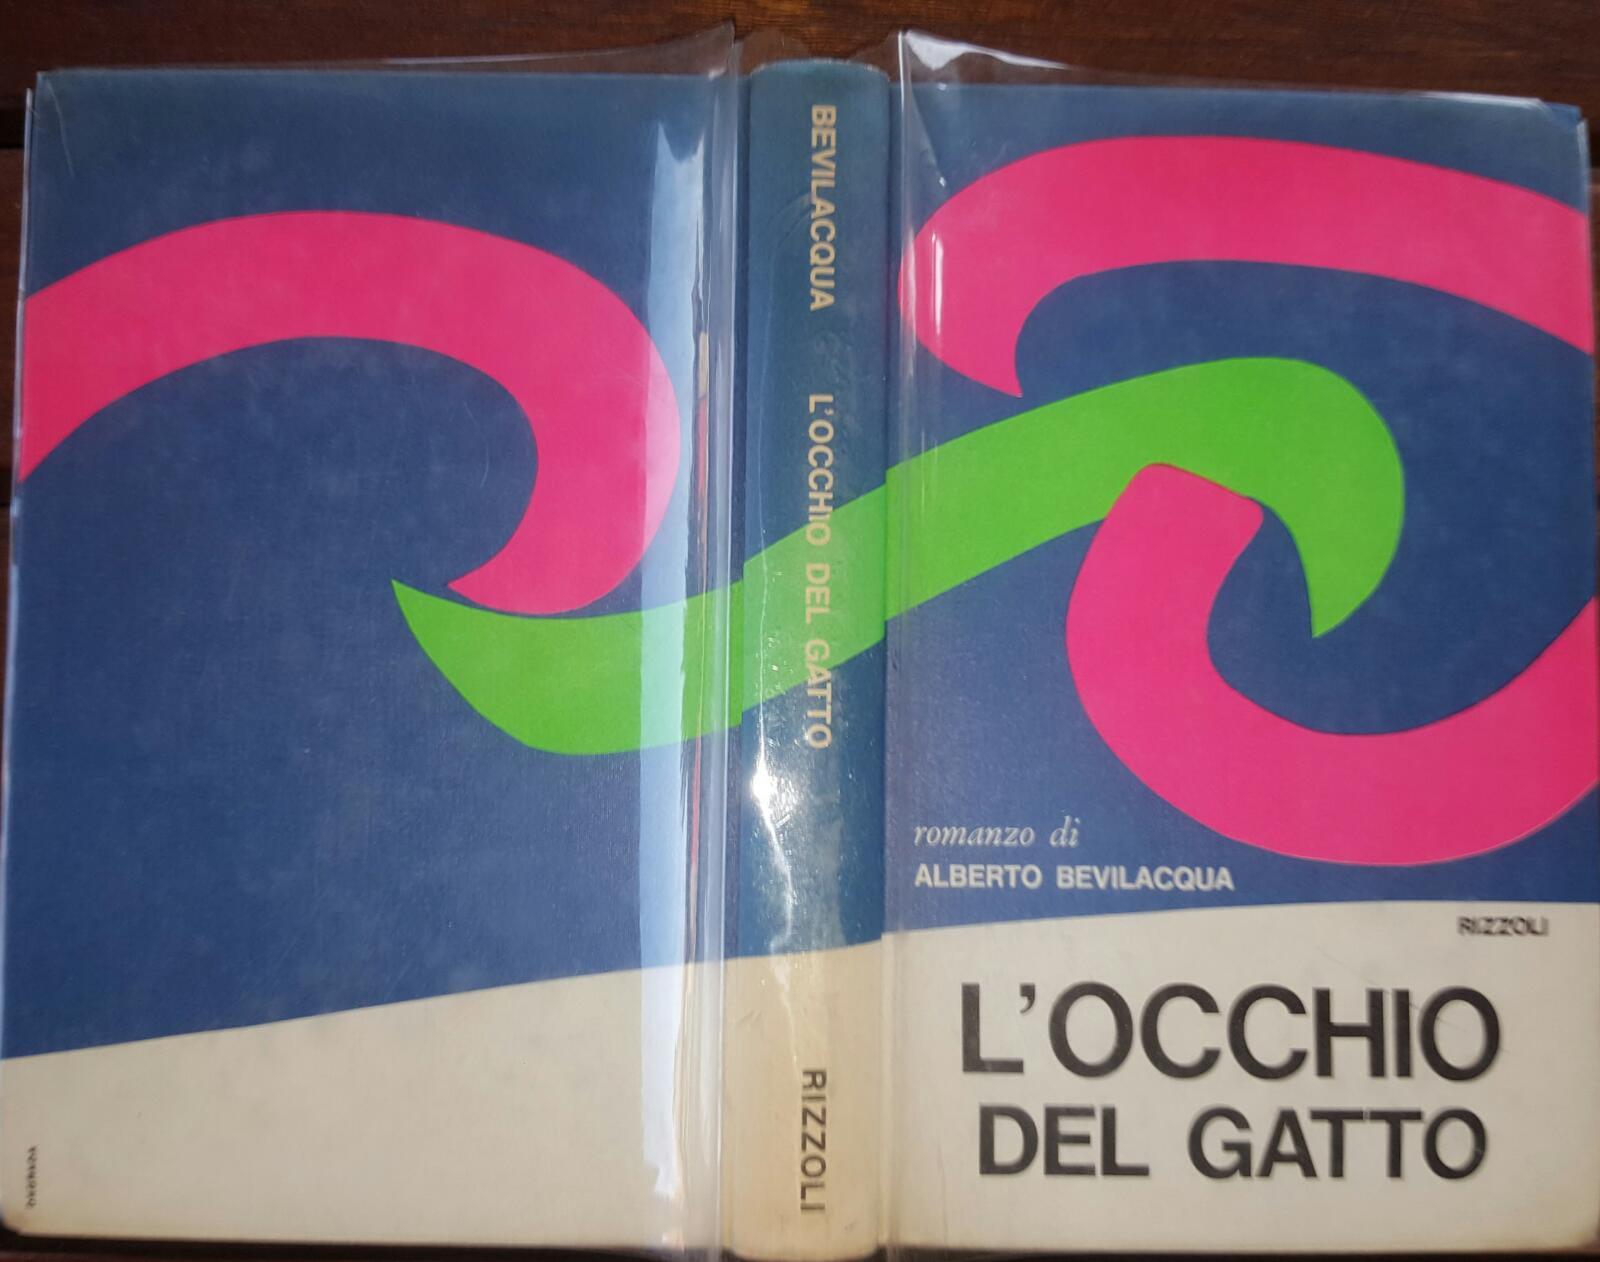 BEVILACQUA L'OCCHIO DEL GATTO
RIZZOLI
romanzo di
ALBERTO BEVILACQUA
RIZZOLI
L'OCCHIO
DEL GATTO